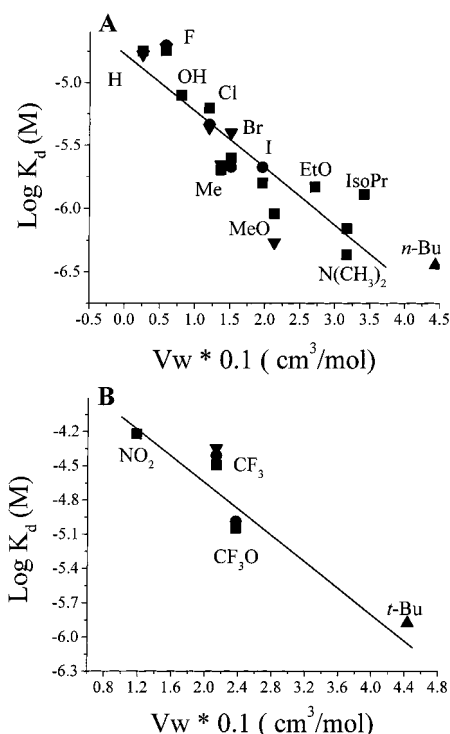 A
-5.0
-5.5
-6.0
-6.5
Log K_d (M)
H
F
OH
Cl
Br
I
Me
MeO
EtO
IsoPr
N(CH₃)₂
n-Bu
-0.5 0.0 0.5 1.0 1.5 2.0 2.5 3.0 3.5 4.0 4.5
Vw * 0.1 ( cm³/mol)
B
-4.2
-4.5
-4.8
-5.1
-5.4
-5.7
-6.0
-6.3
Log K_d (M)
NO₂
CF₃
CF₃O
t-Bu
0.8 1.2 1.6 2.0 2.4 2.8 3.2 3.6 4.0 4.4 4.8
Vw * 0.1 ( cm³/mol)